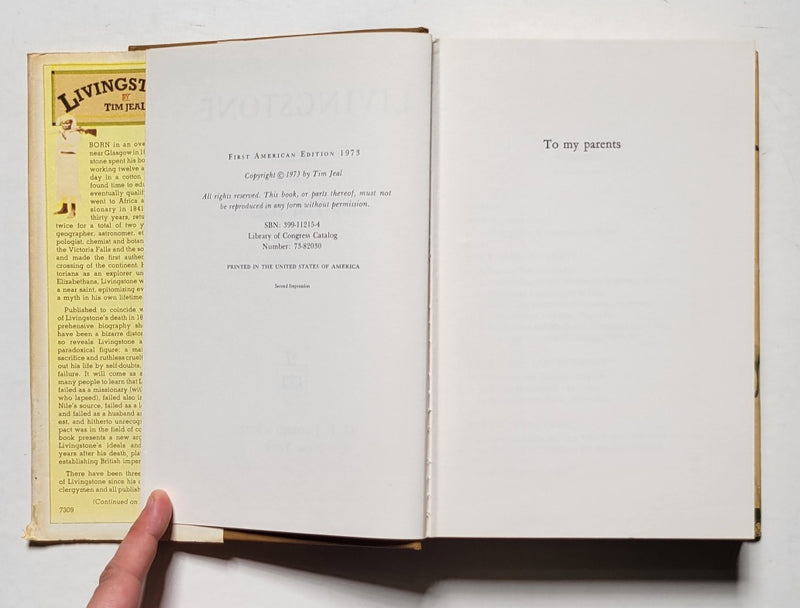 LIVINGST
BY
TIM JEAL
BORN in an ove
near Glasgow in 18
stone spent his bo
working twelve a
day in a cotton
found time to edu
eventually qualif
went to Africa a
sionary in 1841
thirty years, retu
twice for a total of two y
geographer, astronomer, et
pologist, chemist and botan
the Victoria Falls and the so
and made the first authe
crossing of the continent. H
torians as an explorer un
Elizabethans, Livingstone w
a near saint, epitomising ev
a myth in his own lifetime.
Published to coincide w
of Livingstone's death in 18
prehensive biography sh
have been a bizarre distor
so reveals Livingstone a
paradoxical figure: a ma
sacrifice and ruthless cruel
out his life by self-doubts,
failure. It will come as a
many people to learn that L
failed as a missionary (wit
who lapsed), failed also i
Nile's source, failed as a l
and failed as a husband a
est, and hitherto unrecog
pact was in the field of co
book presents a new arg
Livingstone's ideals and
years after his death, pla
establishing British imper
There have been three
of Livingstone since his d
clergymen and all publish
(Continued on
7309
LIVINGSTONE
FIRST AMERICAN EDITION 1973
Copyright © 1973 by Tim Jeal
All rights reserved. This book, or parts thereof, must not
be reproduced in any form without permission.
SBN: 399-11215-4
Library of Congress Catalog
Number: 73-82030
PRINTED IN THE UNITED STATES OF AMERICA
Second Impression
To my parents